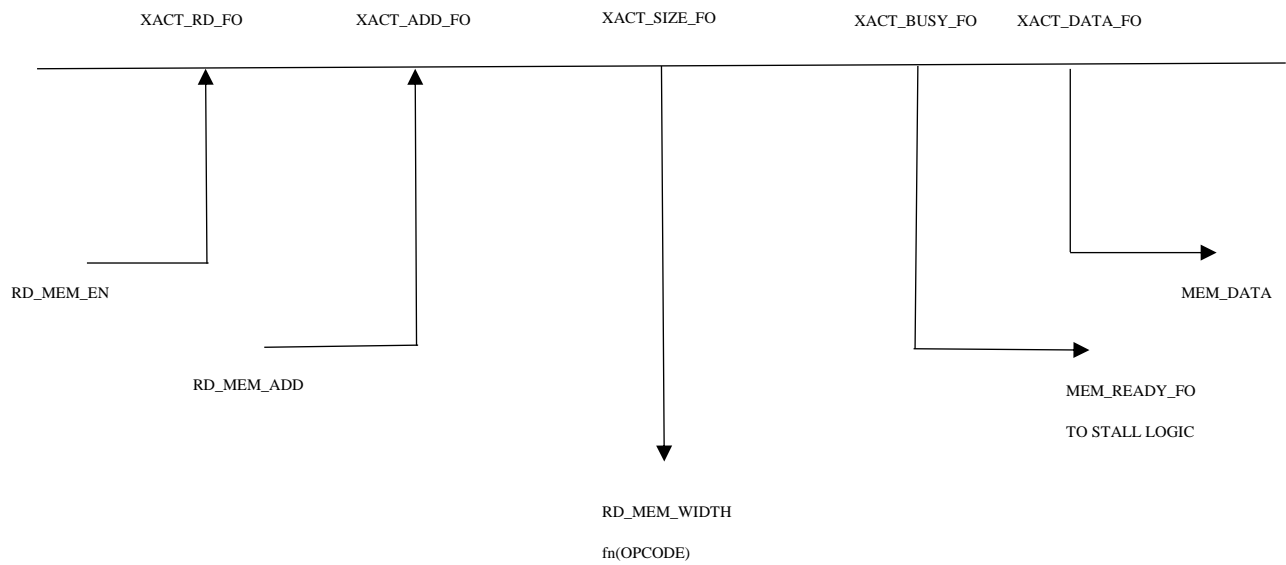 XACT_RD_FO
XACT_ADD_FO
XACT_SIZE_FO
XACT_BUSY_FO
XACT_DATA_FO
RD_MEM_EN
MEM_DATA
RD_MEM_ADD
MEM_READY_FO
TO STALL LOGIC
RD_MEM_WIDTH
fn(OPCODE)